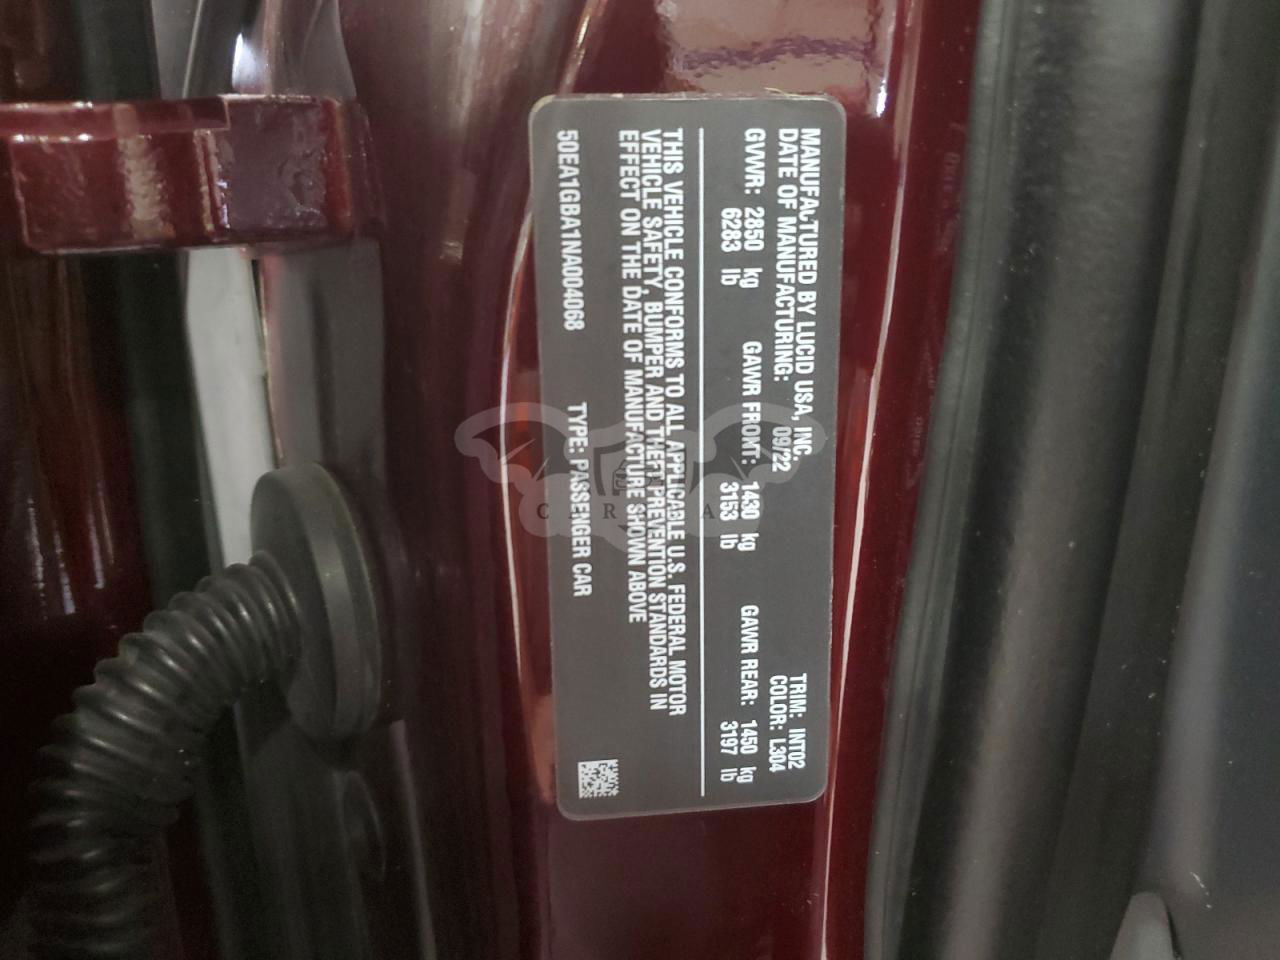 MANUFACTURED BY LUCID USA, INC.
TRIM: INT02
DATE OF MANUFACTURING: 09/22
COLOR: L304
GVWR: 2850 kg
6283 lb
GAWR FRONT: 1430 kg
3153 lb
GAWR REAR: 1450 kg
3197 lb
THIS VEHICLE CONFORMS TO ALL APPLICABLE U.S. FEDERAL MOTOR
VEHICLE SAFETY, BUMPER AND THEFT PREVENTION STANDARDS IN
EFFECT ON THE DATE OF MANUFACTURE SHOWN ABOVE
50EA1GBA1NA004068
TYPE: PASSENGER CAR